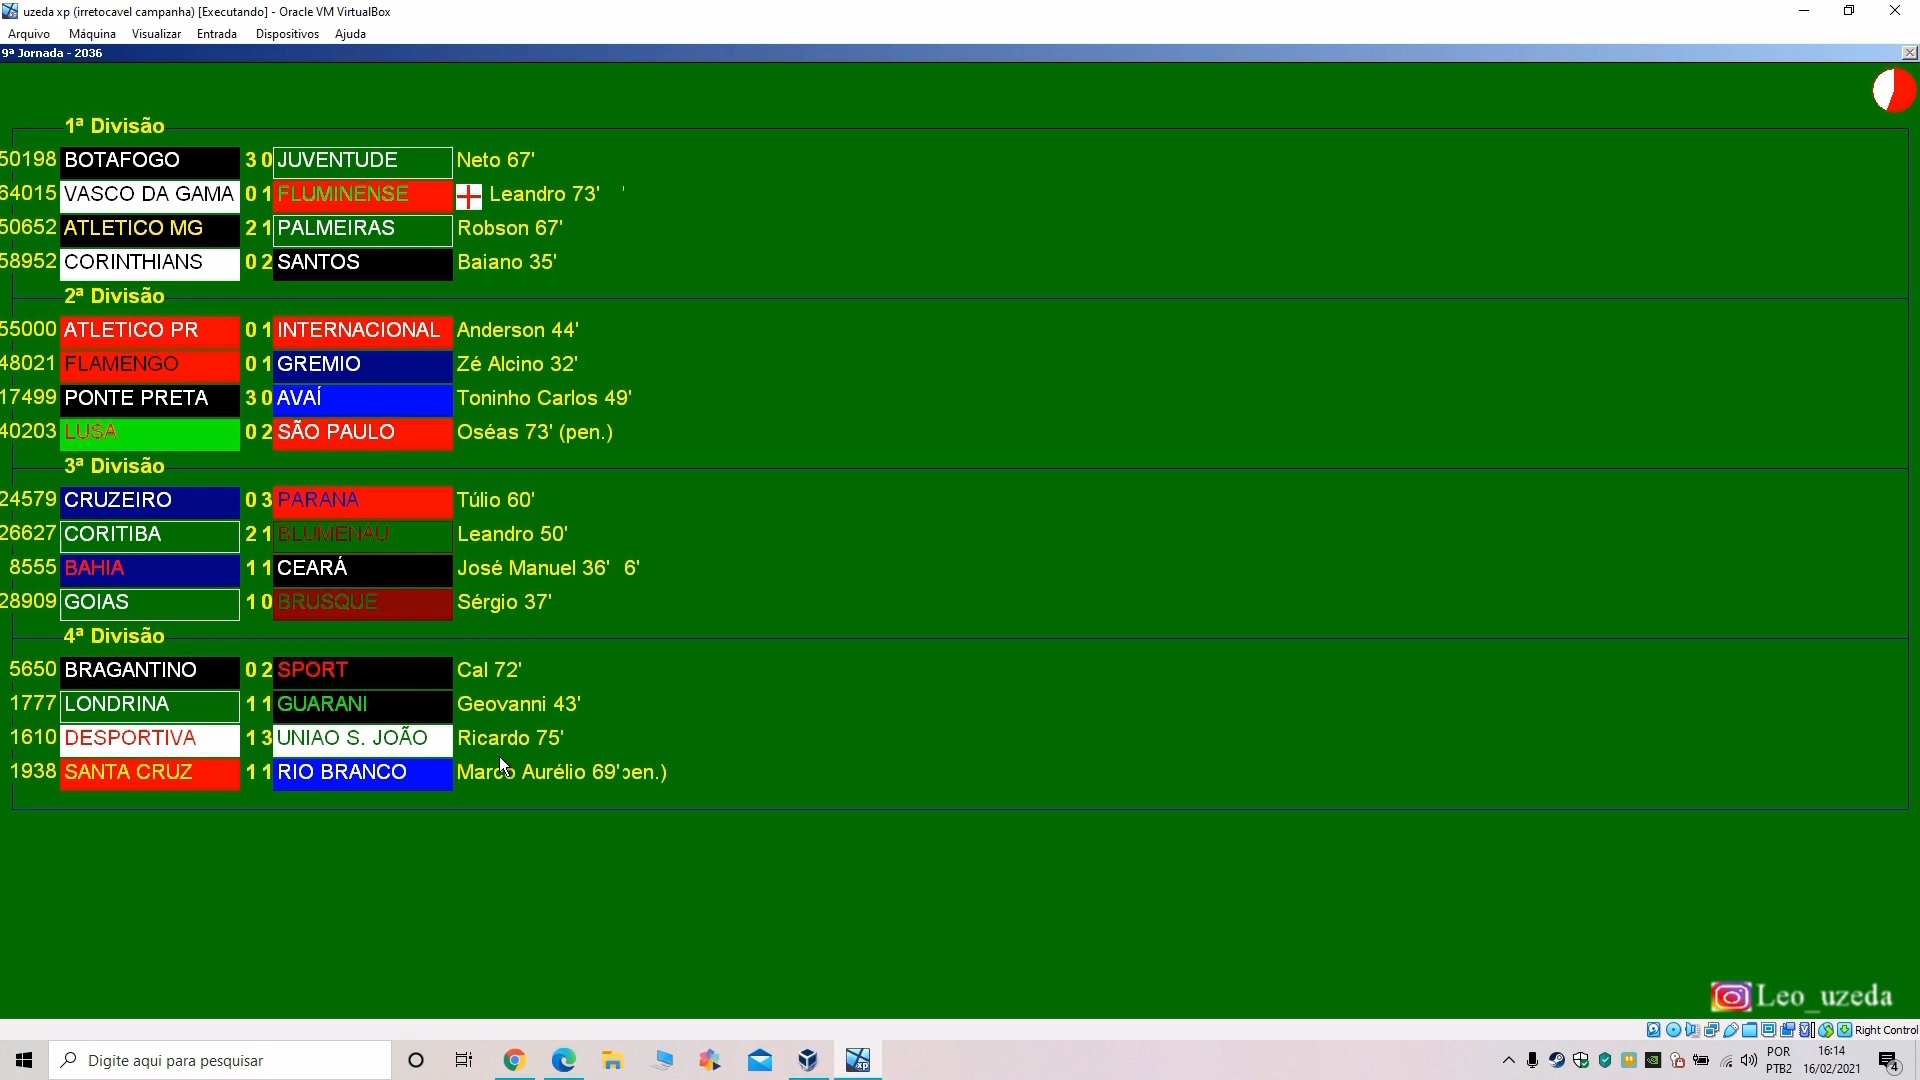 uzeda xp (irretocavel campanha) [Executando] - Oracle VM VirtualBox
Arquivo Máquina Visualizar Entrada Dispositivos Ajuda
9ª Jornada - 2036
1ª Divisão
50198 BOTAFOGO 3 0 JUVENTUDE Neto 67'
64015 VASCO DA GAMA 0 1 FLUMINENSE Leandro 73' '
50652 ATLETICO MG 2 1 PALMEIRAS Robson 67'
58952 CORINTHIANS 0 2 SANTOS Baiano 35'
2ª Divisão
55000 ATLETICO PR 0 1 INTERNACIONAL Anderson 44'
48021 FLAMENGO 0 1 GREMIO Zé Alcino 32'
17499 PONTE PRETA 3 0 AVAÍ Toninho Carlos 49'
40203 LUSA 0 2 SÃO PAULO Oséas 73' (pen.)
3ª Divisão
24579 CRUZEIRO 0 3 PARANA Túlio 60'
26627 CORITIBA 2 1 BLUMENAU Leandro 50'
8555 BAHIA 1 1 CEARÁ José Manuel 36' 6'
28909 GOIAS 1 0 BRUSQUE Sérgio 37'
4ª Divisão
5650 BRAGANTINO 0 2 SPORT Cal 72'
1777 LONDRINA 1 1 GUARANI Geovanni 43'
1610 DESPORTIVA 1 3 UNIAO S. JOÃO Ricardo 75'
1938 SANTA CRUZ 1 1 RIO BRANCO Marco Aurélio 69' pen.)
Leo_uzeda
Right Control
Digite aqui para pesquisar
POR
PTB2
16:14
16/02/2021
4